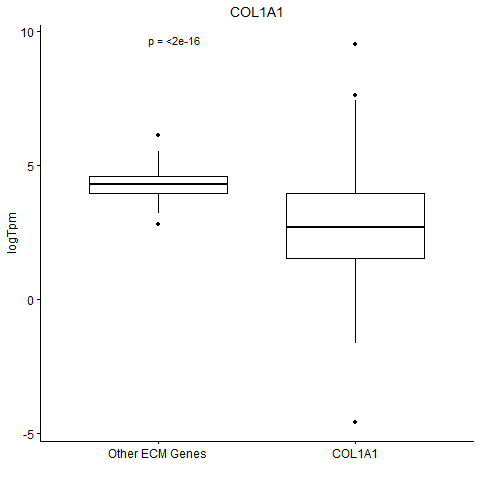 COL1A1
10
p = <2e-16
5
logTpm
0
-5
Other ECM Genes
COL1A1